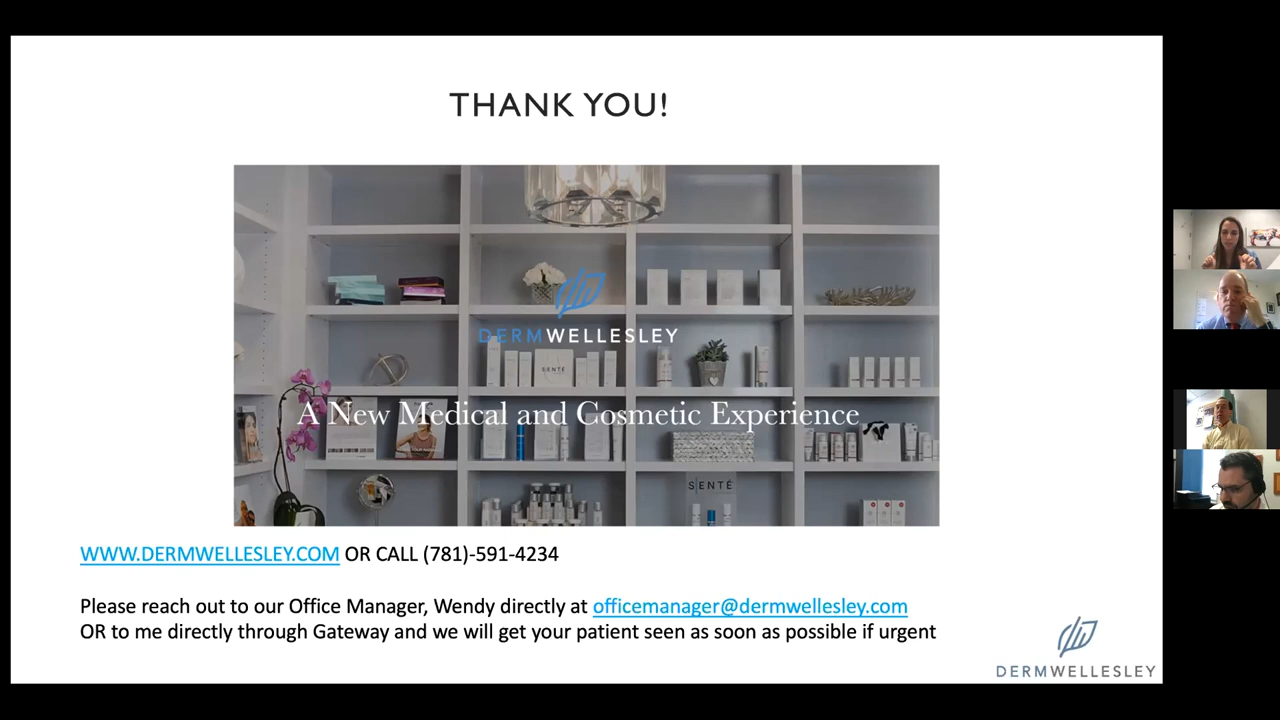 THANK YOU!
DERMWELLESLEY
SENTÉ
A New Medical and Cosmetic Experience
SENTÉ
WWW.DERMWELLESLEY.COM OR CALL (781)-591-4234
Please reach out to our Office Manager, Wendy directly at officemanager@dermwellesley.com
OR to me directly through Gateway and we will get your patient seen as soon as possible if urgent
DERMWELLESLEY